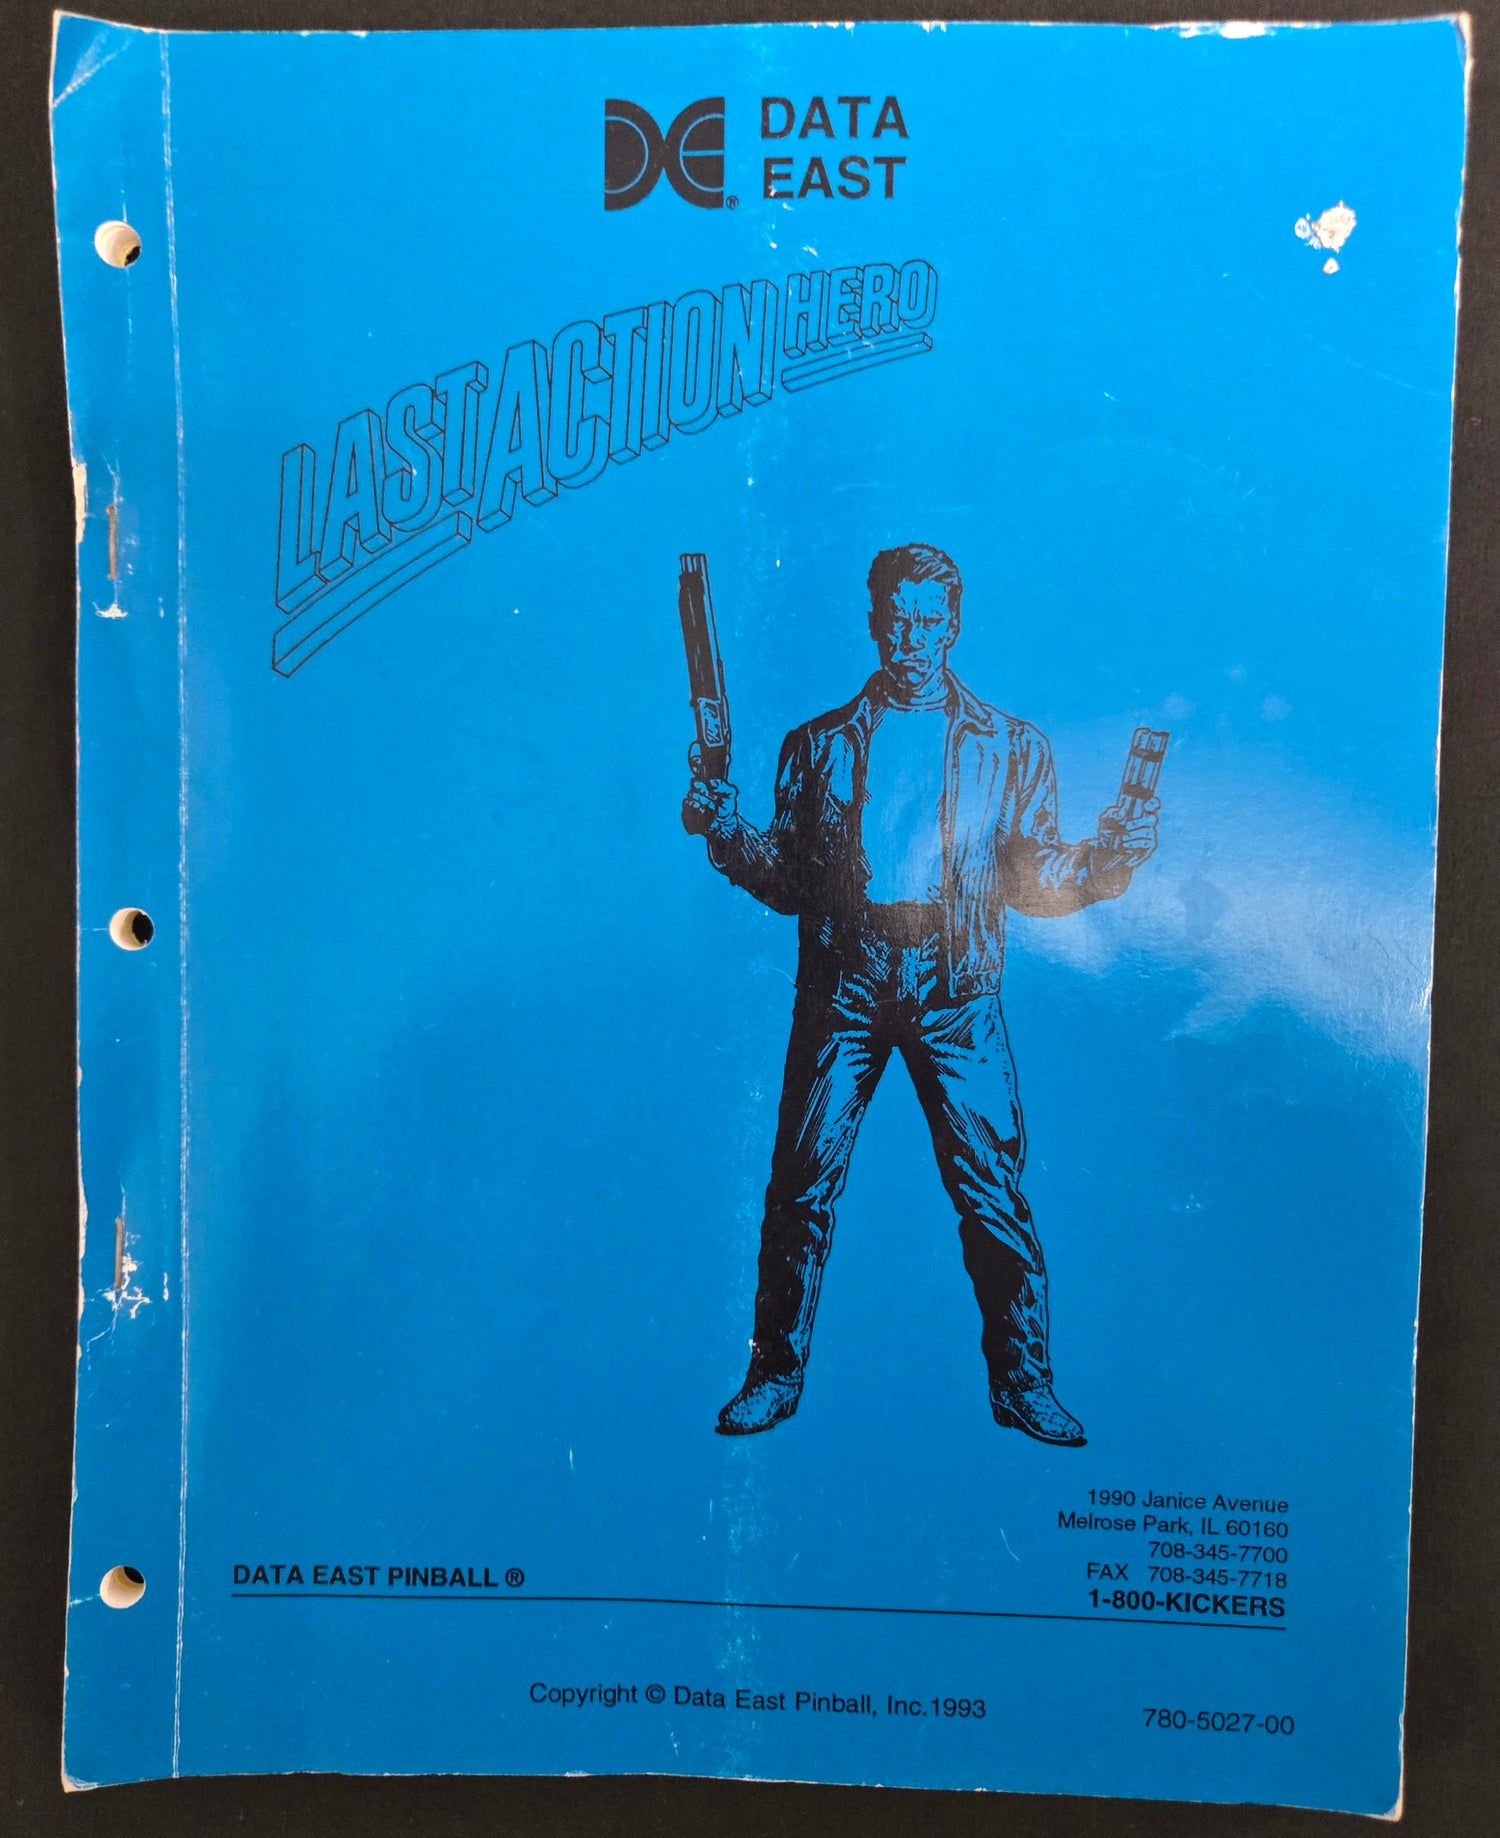 DE® DATA
EAST
LAST ACTION HERO
1990 Janice Avenue
Melrose Park, IL 60160
708-345-7700
FAX 708-345-7718
1-800-KICKERS
DATA EAST PINBALL ®
Copyright © Data East Pinball, Inc.1993
780-5027-00